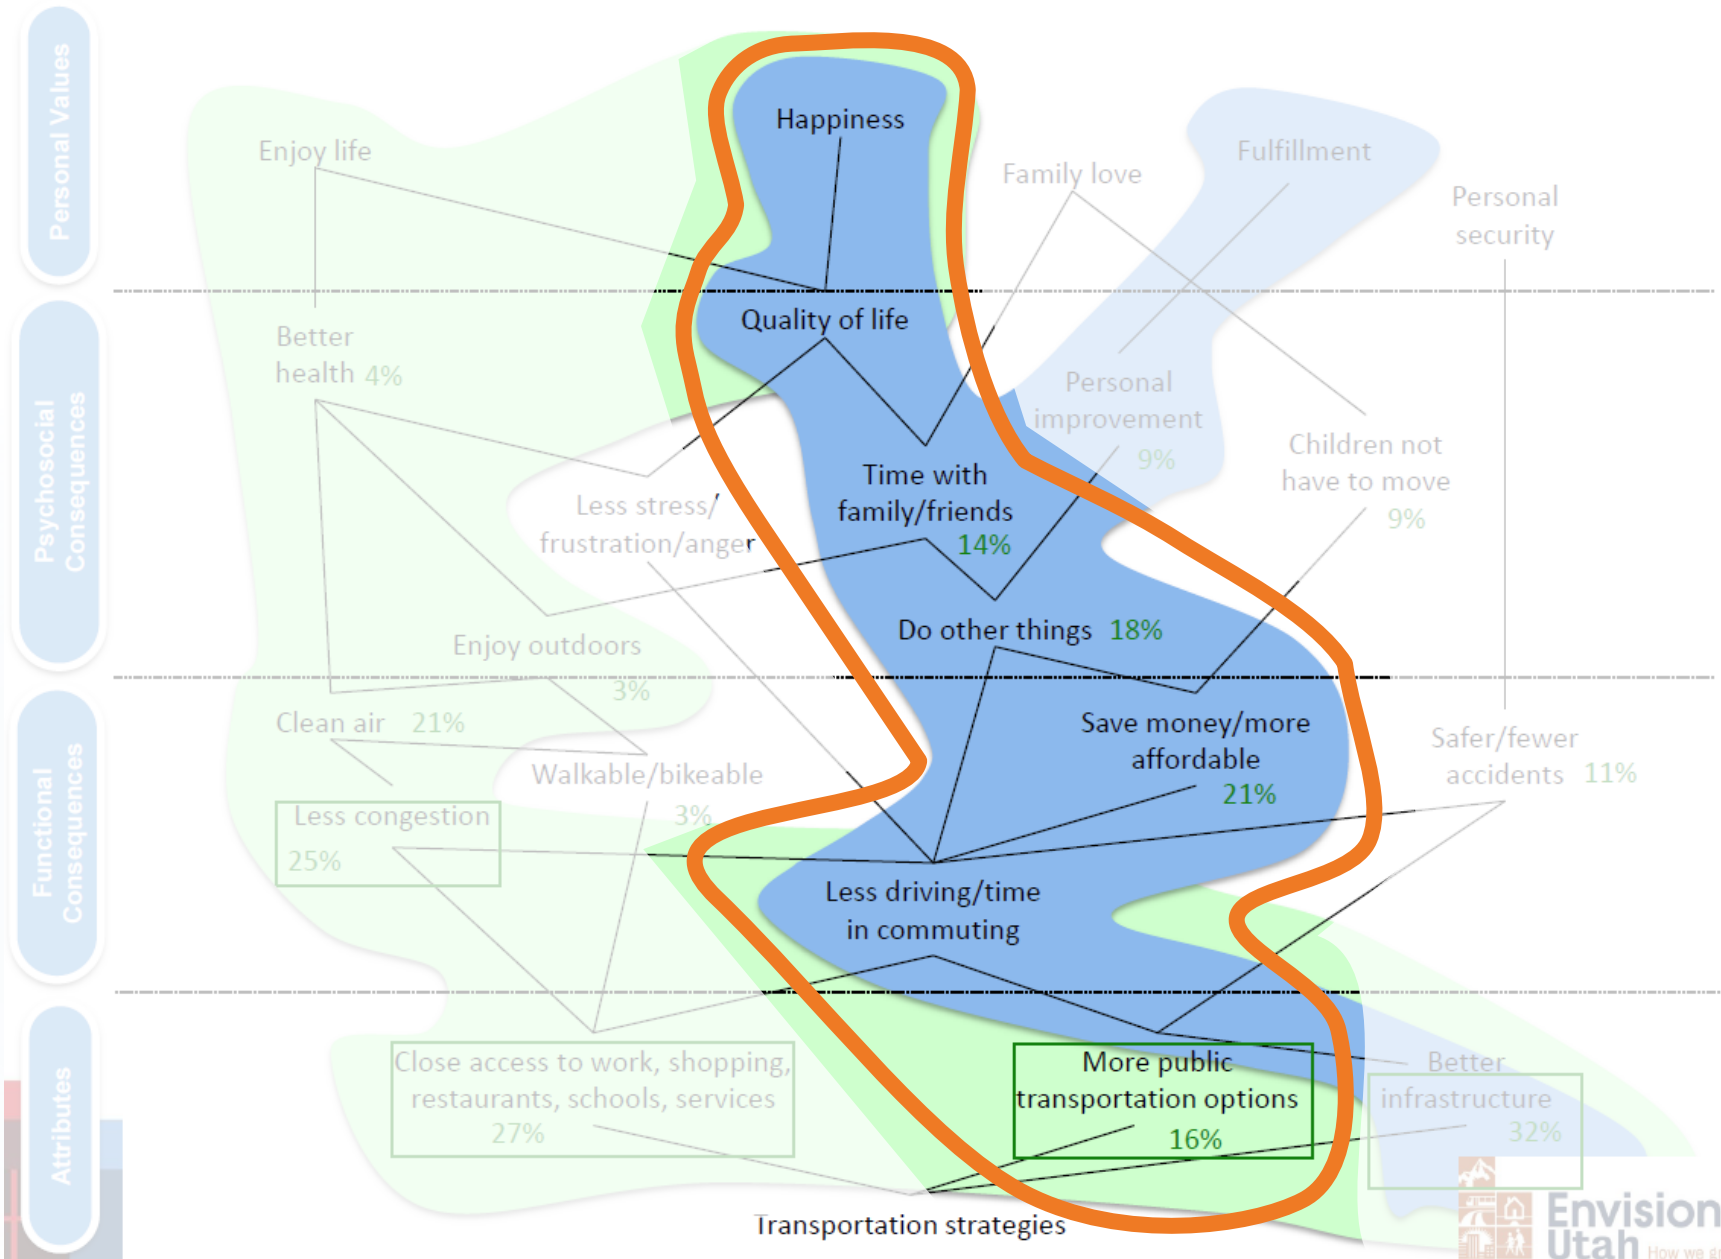 Personal Values
Happiness
Enjoy life
Family love
Fulfillment
Personal
security
Psychosocial
Consequences
Quality of life
Better
health 4%
Personal
improvement
9%
Children not
have to move
9%
Time with
family/friends
14%
Less stress/
frustration/anger
Do other things 18%
Enjoy outdoors
3%
Functional
Consequences
Clean air 21%
Save money/more
affordable
21%
Safer/fewer
accidents 11%
Walkable/bikeable
3%
Less congestion
25%
Less driving/time
in commuting
Attributes
Close access to work, shopping,
restaurants, schools, services
27%
More public
transportation options
16%
Better
infrastructure
32%
Transportation strategies
Envision
Utah How we g